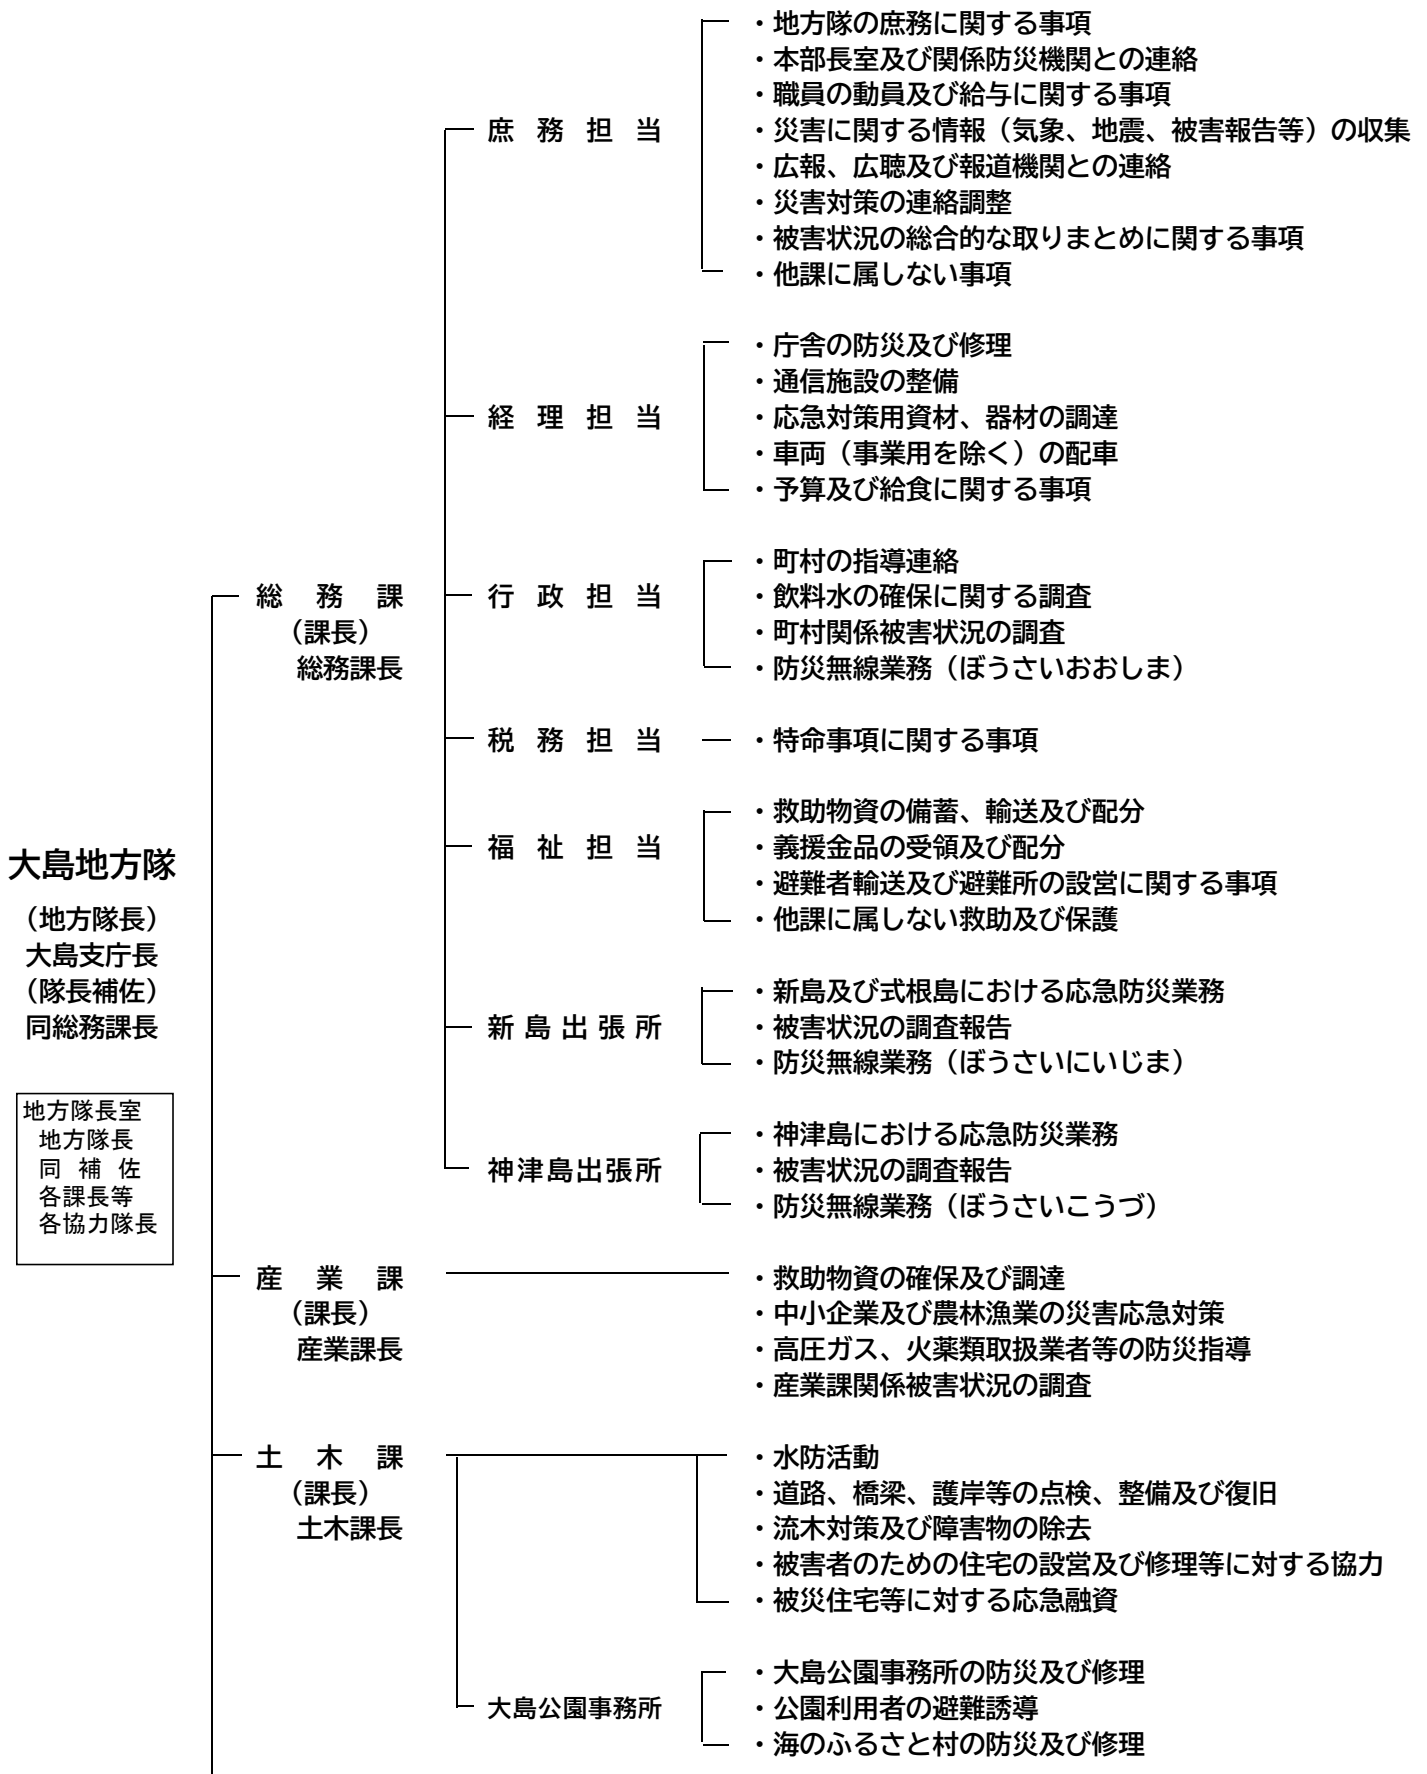 大島地方隊
（地方隊長）
大島支庁長
（隊長補佐）
同総務課長
地方隊長室
地方隊長
同 補 佐
各課長等
各協力隊長
総 務 課
（課長）
総務課長
庶 務 担 当
・地方隊の庶務に関する事項
・本部長室及び関係防災機関との連絡
・職員の動員及び給与に関する事項
・災害に関する情報（気象、地震、被害報告等）の収集
・広報、広聴及び報道機関との連絡
・災害対策の連絡調整
・被害状況の総合的な取りまとめに関する事項
・他課に属しない事項
経 理 担 当
・庁舎の防災及び修理
・通信施設の整備
・応急対策用資材、器材の調達
・車両（事業用を除く）の配車
・予算及び給食に関する事項
行 政 担 当
・町村の指導連絡
・飲料水の確保に関する調査
・町村関係被害状況の調査
・防災無線業務（ぼうさいおおしま）
税 務 担 当
・特命事項に関する事項
福 祉 担 当
・救助物資の備蓄、輸送及び配分
・義援金品の受領及び配分
・避難者輸送及び避難所の設営に関する事項
・他課に属しない救助及び保護
新 島 出 張 所
・新島及び式根島における応急防災業務
・被害状況の調査報告
・防災無線業務（ぼうさいにいじま）
神津島出張所
・神津島における応急防災業務
・被害状況の調査報告
・防災無線業務（ぼうさいこうづ）
産 業 課
（課長）
産業課長
・救助物資の確保及び調達
・中小企業及び農林漁業の災害応急対策
・高圧ガス、火薬類取扱業者等の防災指導
・産業課関係被害状況の調査
土 木 課
（課長）
土木課長
・水防活動
・道路、橋梁、護岸等の点検、整備及び復旧
・流木対策及び障害物の除去
・被害者のための住宅の設営及び修理等に対する協力
・被災住宅等に対する応急融資
大島公園事務所
・大島公園事務所の防災及び修理
・公園利用者の避難誘導
・海のふるさと村の防災及び修理